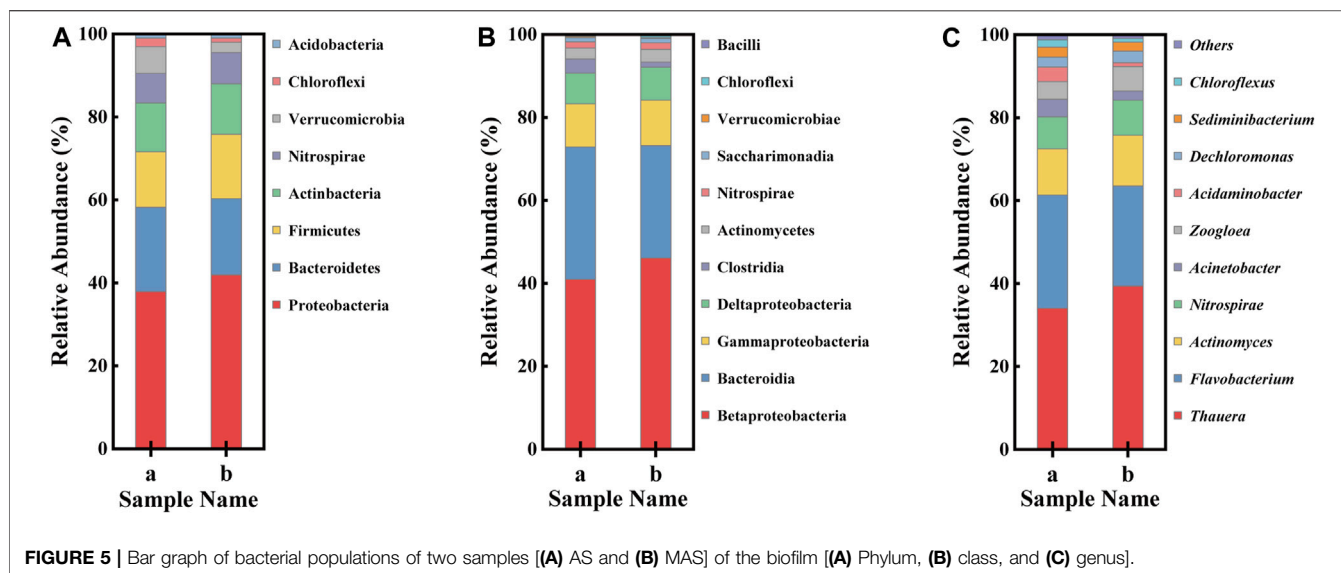 A
B
C
Relative Abundance (%)
100
80
60
40
20
0
a b
Sample Name
Acidobacteria
Chloroflexi
Verrucomicrobia
Nitrospirae
Actinbacteria
Firmicutes
Bacteroidetes
Proteobacteria
Relative Abundance (%)
100
80
60
40
20
0
a b
Sample Name
Bacilli
Chloroflexi
Verrucomicrobiae
Saccharimonadia
Nitrospirae
Actinomycetes
Clostridia
Deltaproteobacteria
Gammaproteobacteria
Bacteroidia
Betaproteobacteria
Relative Abundance (%)
100
80
60
40
20
0
a b
Sample Name
Others
Chloroflexus
Sediminibacterium
Dechloromonas
Acidaminobacter
Zoogloea
Acinetobacter
Nitrospirae
Actinomyces
Flavobacterium
Thauera
FIGURE 5 | Bar graph of bacterial populations of two samples [(A) AS and (B) MAS] of the biofilm [(A) Phylum, (B) class, and (C) genus].